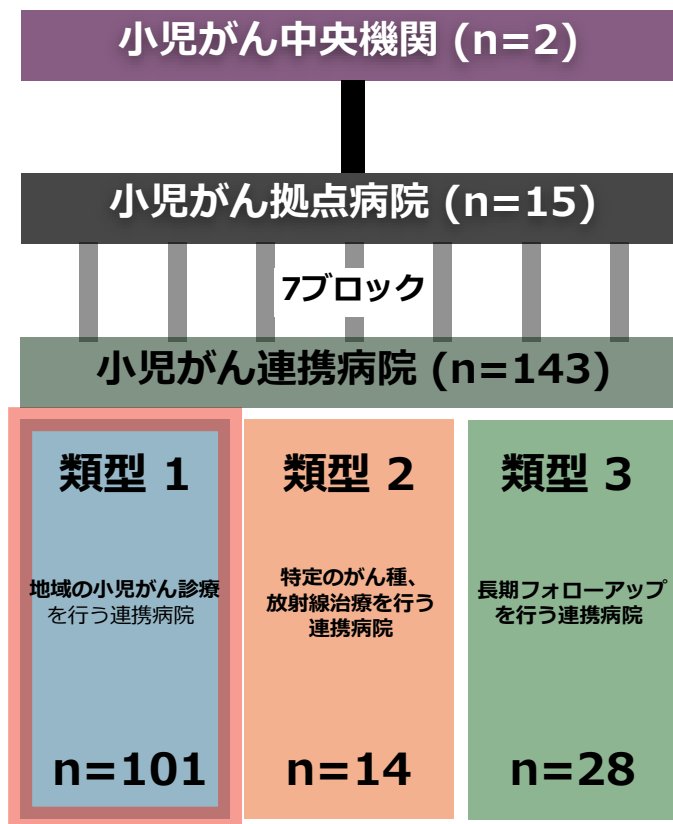 小児がん中央機関 (n=2)
小児がん拠点病院 (n=15)
7ブロック
小児がん連携病院 (n=143)
類型 1
地域の小児がん診療
を行う連携病院
n=101
類型 2
特定のがん種、
放射線治療を行う
連携病院
n=14
類型 3
長期フォローアップ
を行う連携病院
n=28